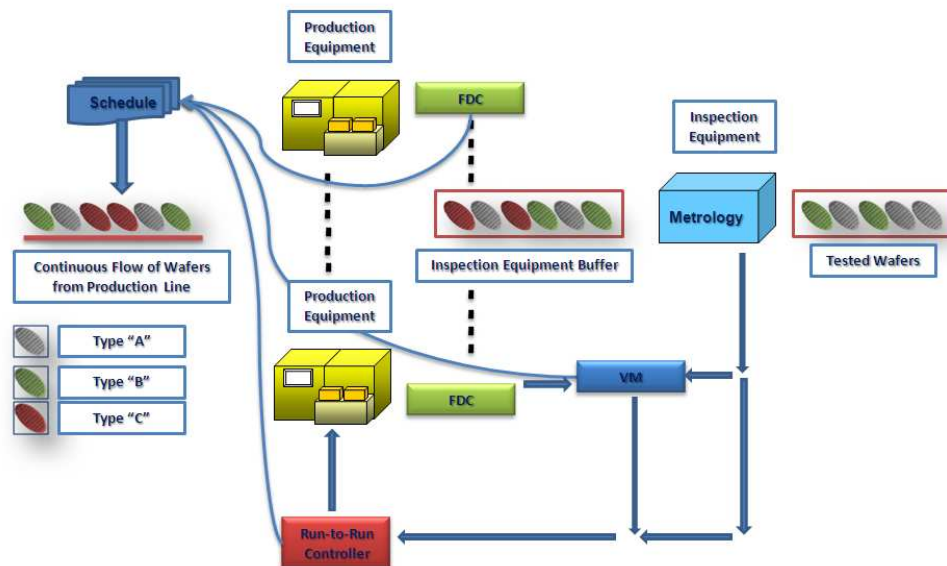 Production
Equipment
Schedule
FDC
Inspection
Equipment
Metrology
Continuous Flow of Wafers
from Production Line
Inspection Equipment Buffer
Tested Wafers
Production
Equipment
Type “A”
Type “B”
Type “C”
VM
FDC
Run-to-Run
Controller